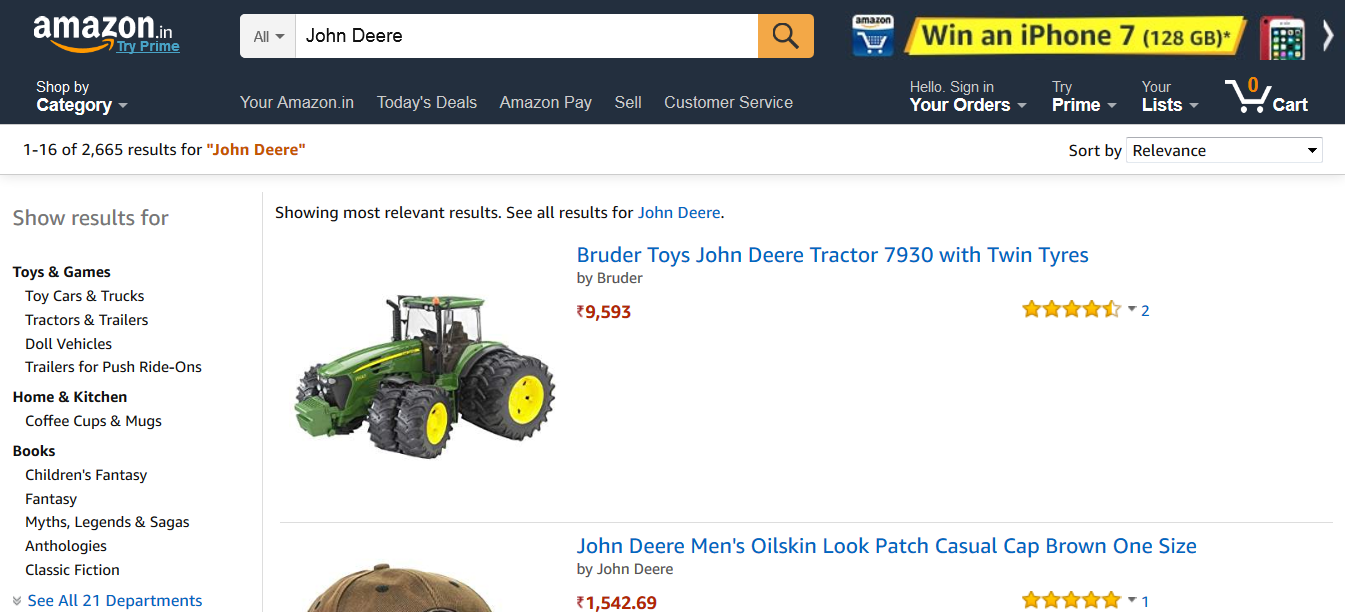 amazon.in
Try Prime
All
John Deere
amazon
Win an iPhone 7 (128 GB)*
Shop by
Category
Your Amazon.in
Today's Deals
Amazon Pay
Sell
Customer Service
Hello. Sign in
Your Orders
Try
Prime
Your
Lists
0
Cart
1-16 of 2,665 results for "John Deere"
Sort by
Relevance
Show results for
Toys & Games
Toy Cars & Trucks
Tractors & Trailers
Doll Vehicles
Trailers for Push Ride-Ons
Home & Kitchen
Coffee Cups & Mugs
Books
Children's Fantasy
Fantasy
Myths, Legends & Sagas
Anthologies
Classic Fiction
See All 21 Departments
Showing most relevant results. See all results for John Deere.
Bruder Toys John Deere Tractor 7930 with Twin Tyres
by Bruder
₹9,593
2
John Deere Men's Oilskin Look Patch Casual Cap Brown One Size
by John Deere
₹1,542.69
1